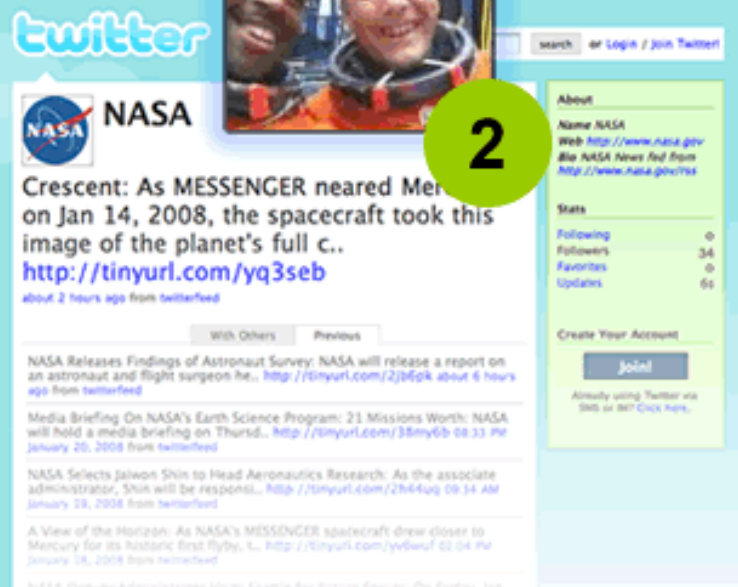 twitter
search or Login / Join Twitter!
NASA
NASA
2
Crescent: As MESSENGER neared
on Jan 14, 2008, the spacecraft took this
image of the planet's full c..
http://tinyurl.com/yq3seb
about 2 hours ago from twitterfeed
With Others Previous
NASA Releases Findings of Astronaut Survey: NASA will release a report on
an astronaut and flight surgeon he.. http://tinyurl.com/2jb6pk about 6 hours
ago from twitterfeed
Media Briefing On NASA's Earth Science Program: 21 Missions Worth: NASA
will hold a media briefing on Thursd.. http://tinyurl.com/38my6b 08:33 PM
January 20, 2008 from twitterfeed
NASA Selects Jaiwon Shin to Head Aeronautics Research: As the associate
administrator, Shin will be responsi.. http://tinyurl.com/2h44ug 09:34 AM
January 19, 2008 from twitterfeed
A View of the Horizon: As NASA's MESSENGER spacecraft drew closer to
Mercury for its historic first flyby, t.. 02:04 PM
January 18, 2008 from twitterfeed
About
Name NASA
Web http://www.nasa.gov
Bio NASA News fed from
http://www.nasa.gov/rss
Stats
Following 0
Followers 34
Favorites 0
Updates
Create Your Account
Join!
Already using Twitter via
SMS or IM? Click here.